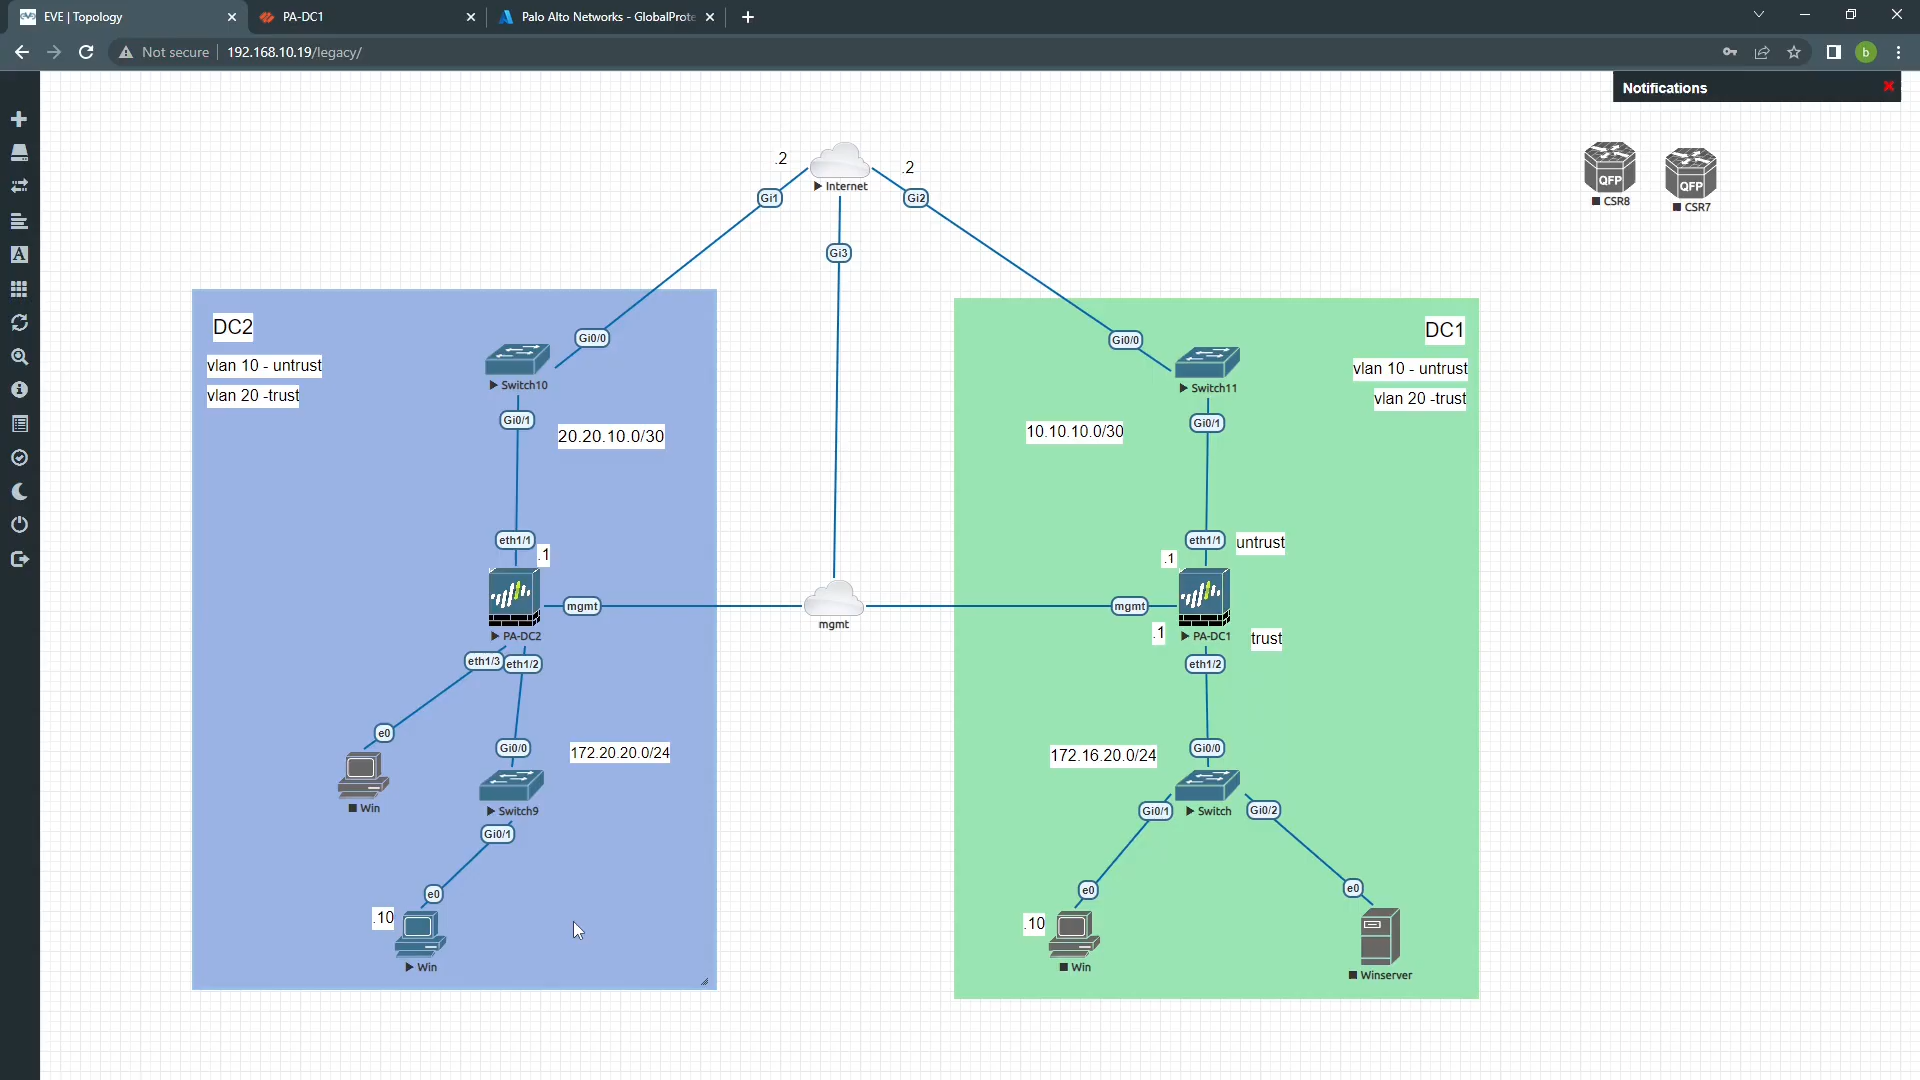 EVE | Topology
PA-DC1
Palo Alto Networks - GlobalProte
Not secure
192.168.10.19/legacy/
b
Notifications
.2
.2
Internet
Gi1
Gi2
Gi3
QFP
QFP
CSR8
CSR7
DC2
vlan 10 - untrust
vlan 20 -trust
Gi0/0
Switch10
Gi0/1
20.20.10.0/30
eth1/1
.1
mgmt
PA-DC2
eth1/3
eth1/2
e0
Win
Gi0/0
172.20.20.0/24
Switch9
Gi0/1
e0
.10
Win
mgmt
DC1
vlan 10 - untrust
vlan 20 -trust
Gi0/0
Switch11
Gi0/1
10.10.10.0/30
eth1/1
untrust
.1
mgmt
.1
PA-DC1
trust
eth1/2
172.16.20.0/24
Gi0/0
Gi0/1
Switch
Gi0/2
e0
e0
.10
Win
Winserver
A